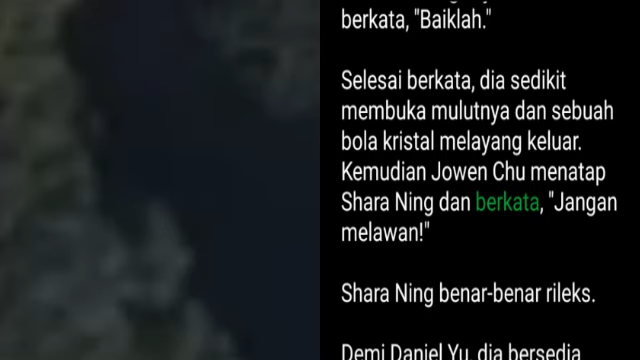 berkata, "Baiklah."
Selesai berkata, dia sedikit
membuka mulutnya dan sebuah
bola kristal melayang keluar.
Kemudian Jowen Chu menatap
Shara Ning dan berkata, "Jangan
melawan!"
Shara Ning benar-benar rileks.
Demi Daniel Yu, dia bersedia